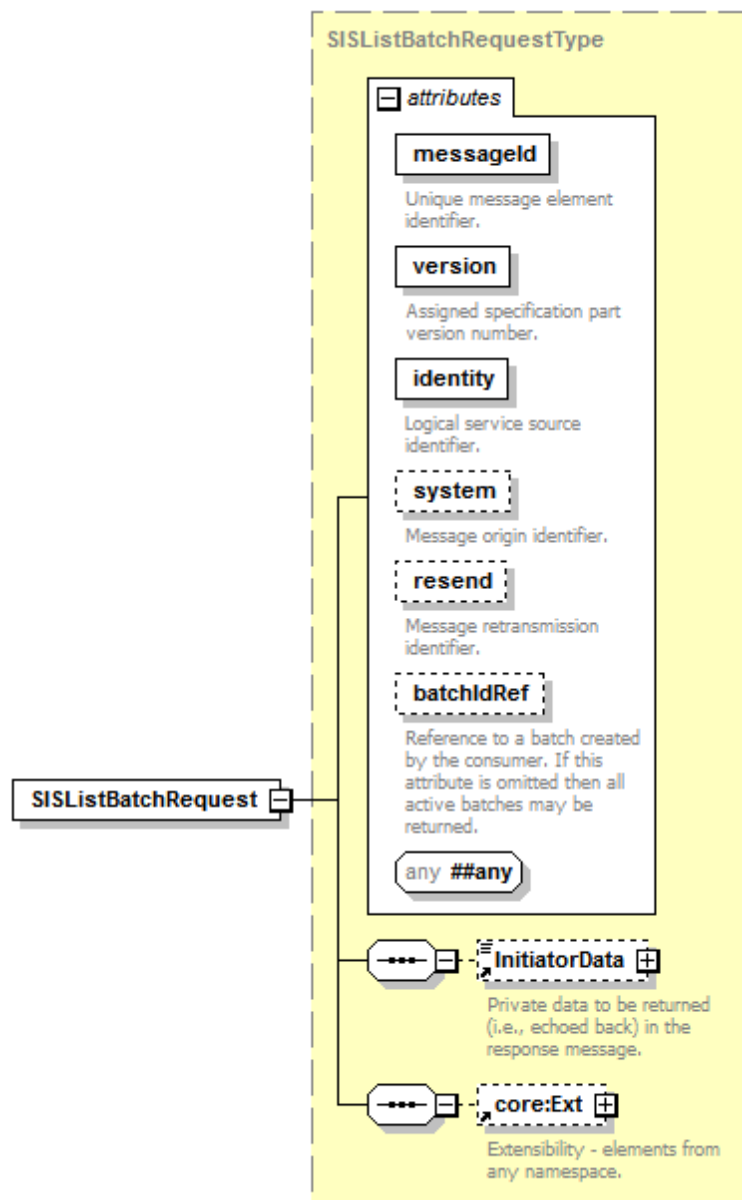 SISListBatchRequestType
attributes
messageId
Unique message element
identifier.
version
Assigned specification part
version number.
identity
Logical service source
identifier.
system
Message origin identifier.
resend
Message retransmission
identifier.
batchIdRef
Reference to a batch created
by the consumer. If this
attribute is omitted then all
active batches may be
returned.
any ##any
SISListBatchRequest
InitiatorData
Private data to be returned
(i.e., echoed back) in the
response message.
core:Ext
Extensibility - elements from
any namespace.